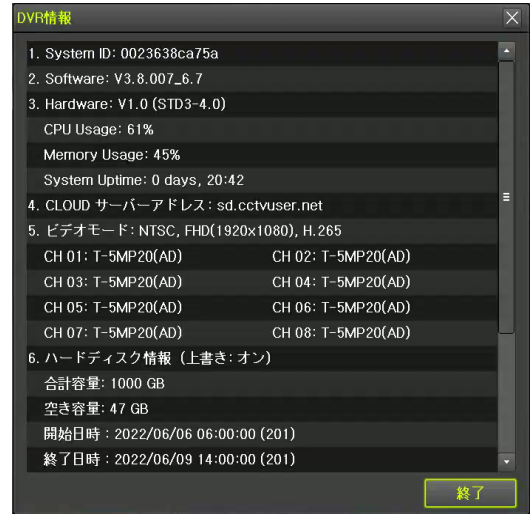 DVR情報
1. System ID: 0023638ca75a
2. Software: V3.8.007_6.7
3. Hardware: V1.0 (STD3-4.0)
CPU Usage: 61%
Memory Usage: 45%
System Uptime: 0 days, 20:42
4. CLOUD サーバーアドレス: sd.cctvuser.net
5. ビデオモード: NTSC, FHD(1920x1080), H.265
CH 01: T-5MP20(AD) CH 02: T-5MP20(AD)
CH 03: T-5MP20(AD) CH 04: T-5MP20(AD)
CH 05: T-5MP20(AD) CH 06: T-5MP20(AD)
CH 07: T-5MP20(AD) CH 08: T-5MP20(AD)
6. ハードディスク情報 (上書き: オン)
合計容量: 1000 GB
空き容量: 47 GB
開始日時 : 2022/06/06 06:00:00 (201)
終了日時 : 2022/06/09 14:00:00 (201)
終了